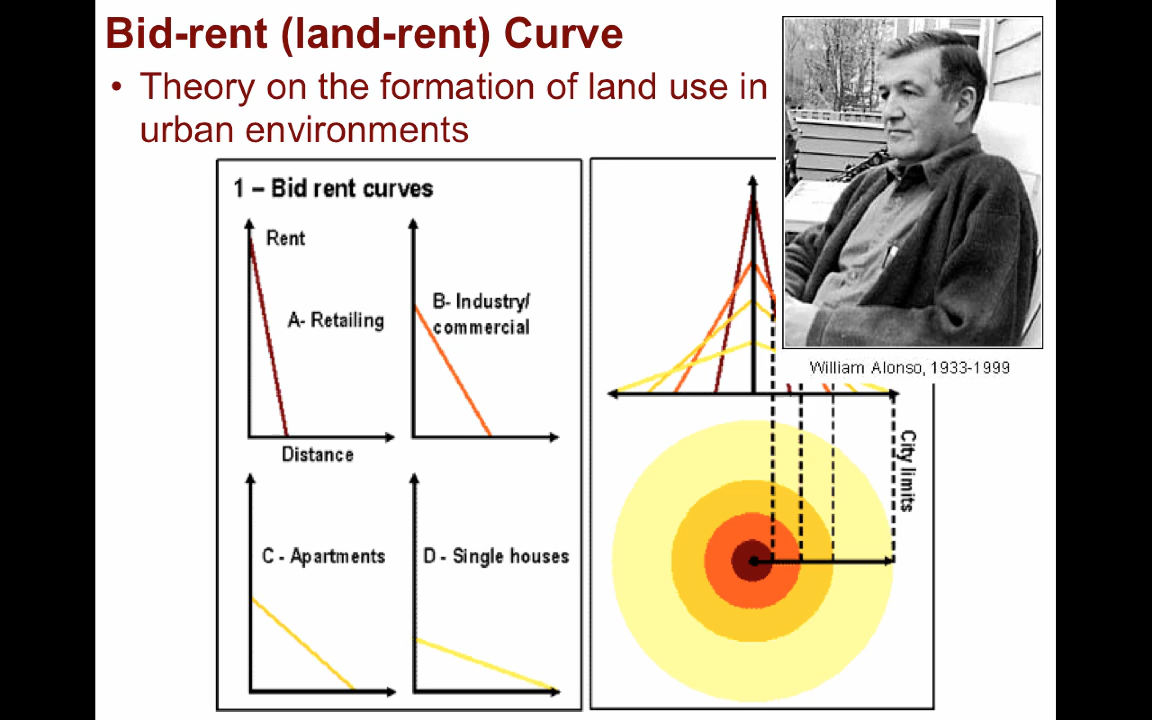 Bid-rent (land-rent) Curve
• Theory on the formation of land use in
urban environments
1 – Bid rent curves
Rent
A- Retailing
B- Industry/
commercial
Distance
C - Apartments
D - Single houses
William Alonso, 1933-1999
City limits